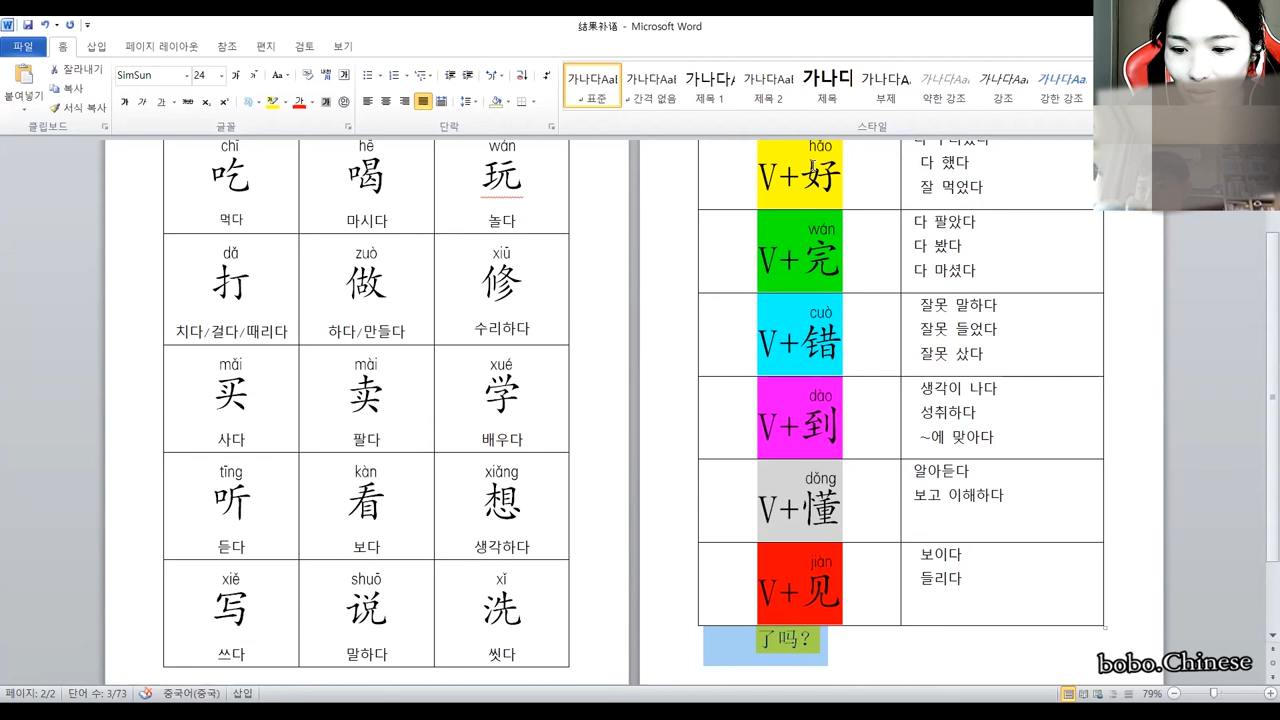 结果补语 - Microsoft Word
파일 홈 삽입 페이지 레이아웃 참조 편지 검토 보기
잘라내기
복사
서식 복사
붙여넣기
클립보드
SimSun 24
글꼴
단락
가나다AaB 가나다AaB 가나다A 가나다Aa 가나다 가나다A 가나다Aa 가나다Aa 가나다Aa
표준 간격 없음 제목 1 제목 2 제목 부제 약한 강조 강조 강한 강조
스타일
chī hē wán
吃 喝 玩
먹다 마시다 놀다
dǎ zuò xiū
打 做 修
치다/걸다/때리다 하다/만들다 수리하다
mǎi mài xué
买 卖 学
사다 팔다 배우다
tīng kàn xiǎng
听 看 想
듣다 보다 생각하다
xiě shuō xǐ
写 说 洗
쓰다 말하다 씻다
hǎo
V+好
다 했다
잘 먹었다
wán
V+完
다 팔았다
다 봤다
다 마셨다
cuò
V+错
잘못 말하다
잘못 들었다
잘못 샀다
dào
V+到
생각이 나다
성취하다
~에 맞아다
dǒng
V+懂
알아듣다
보고 이해하다
jiàn
V+见
보이다
들리다
了吗?
bobo.Chinese
페이지: 2/2 단어 수: 3/73 중국어(중국) 삽입
79%